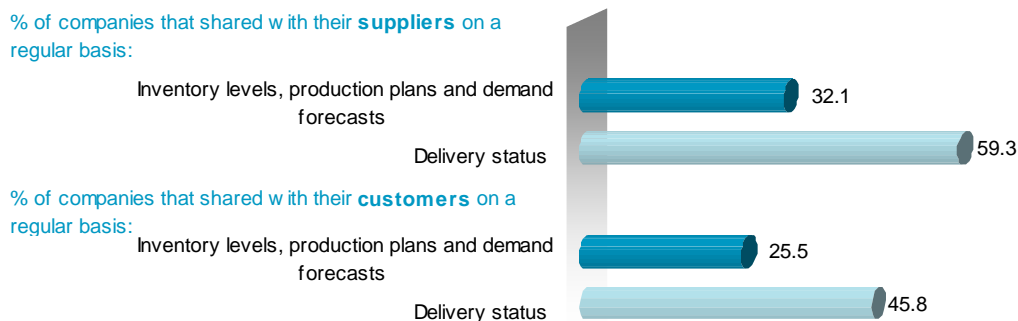 % of companies that shared with their suppliers on a
regular basis:
Inventory levels, production plans and demand
forecasts
32.1
Delivery status
59.3
% of companies that shared with their customers on a
regular basis:
Inventory levels, production plans and demand
forecasts
25.5
Delivery status
45.8